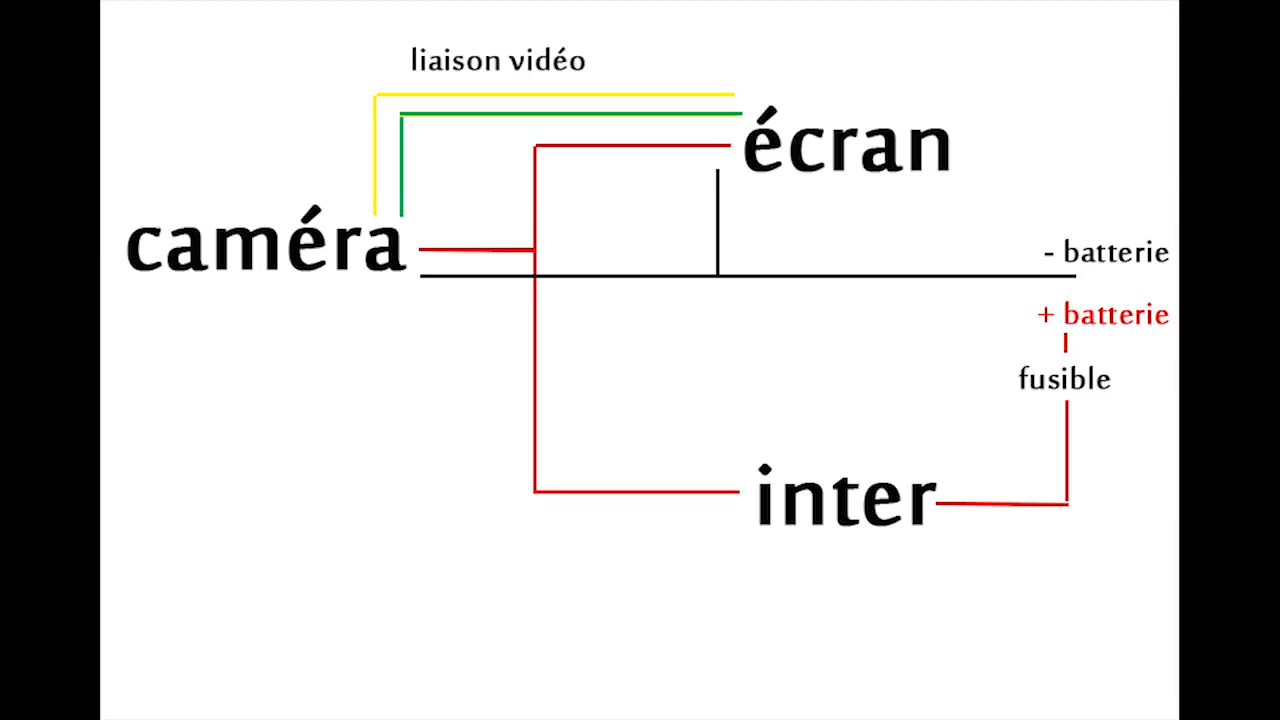 liaison vidéo
écran
caméra
- batterie
+ batterie
fusible
inter